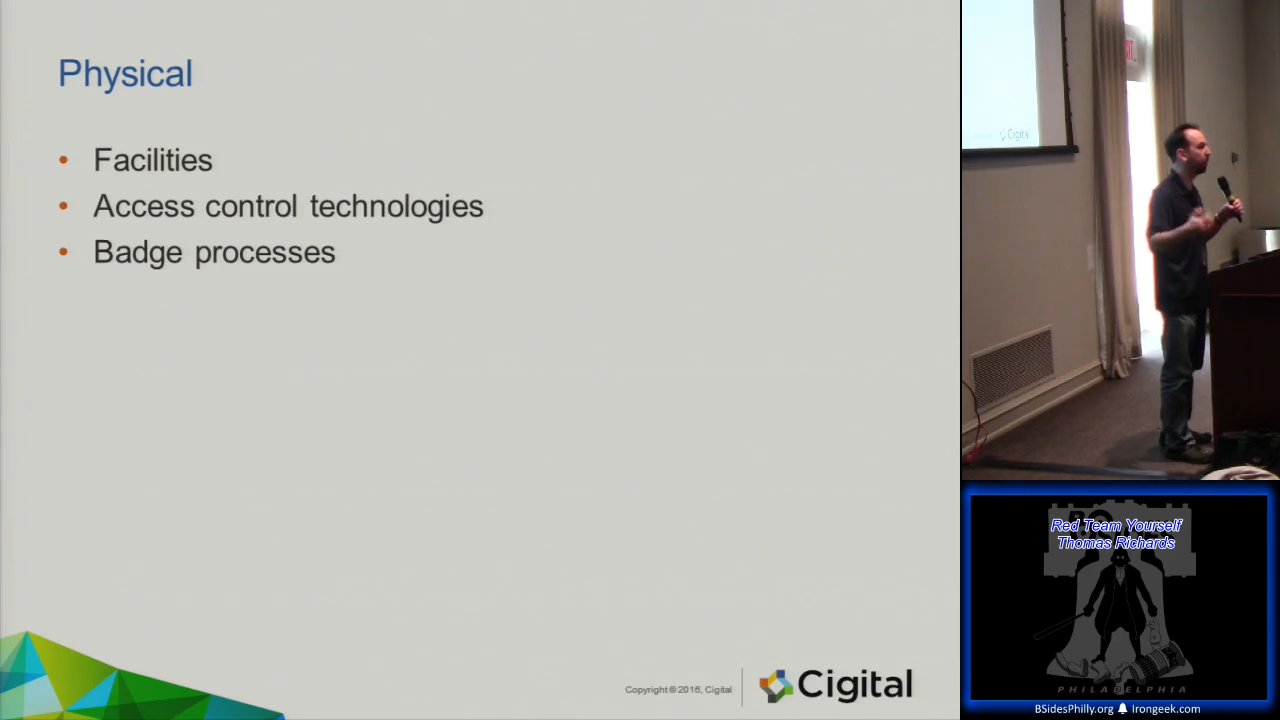 Physical
• Facilities
• Access control technologies
• Badge processes
Copyright © 2016, Cigital
Cigital
Cigital
Red Team Yourself
Thomas Richards
PHILADELPHIA
BSidesPhilly.org Irongeek.com